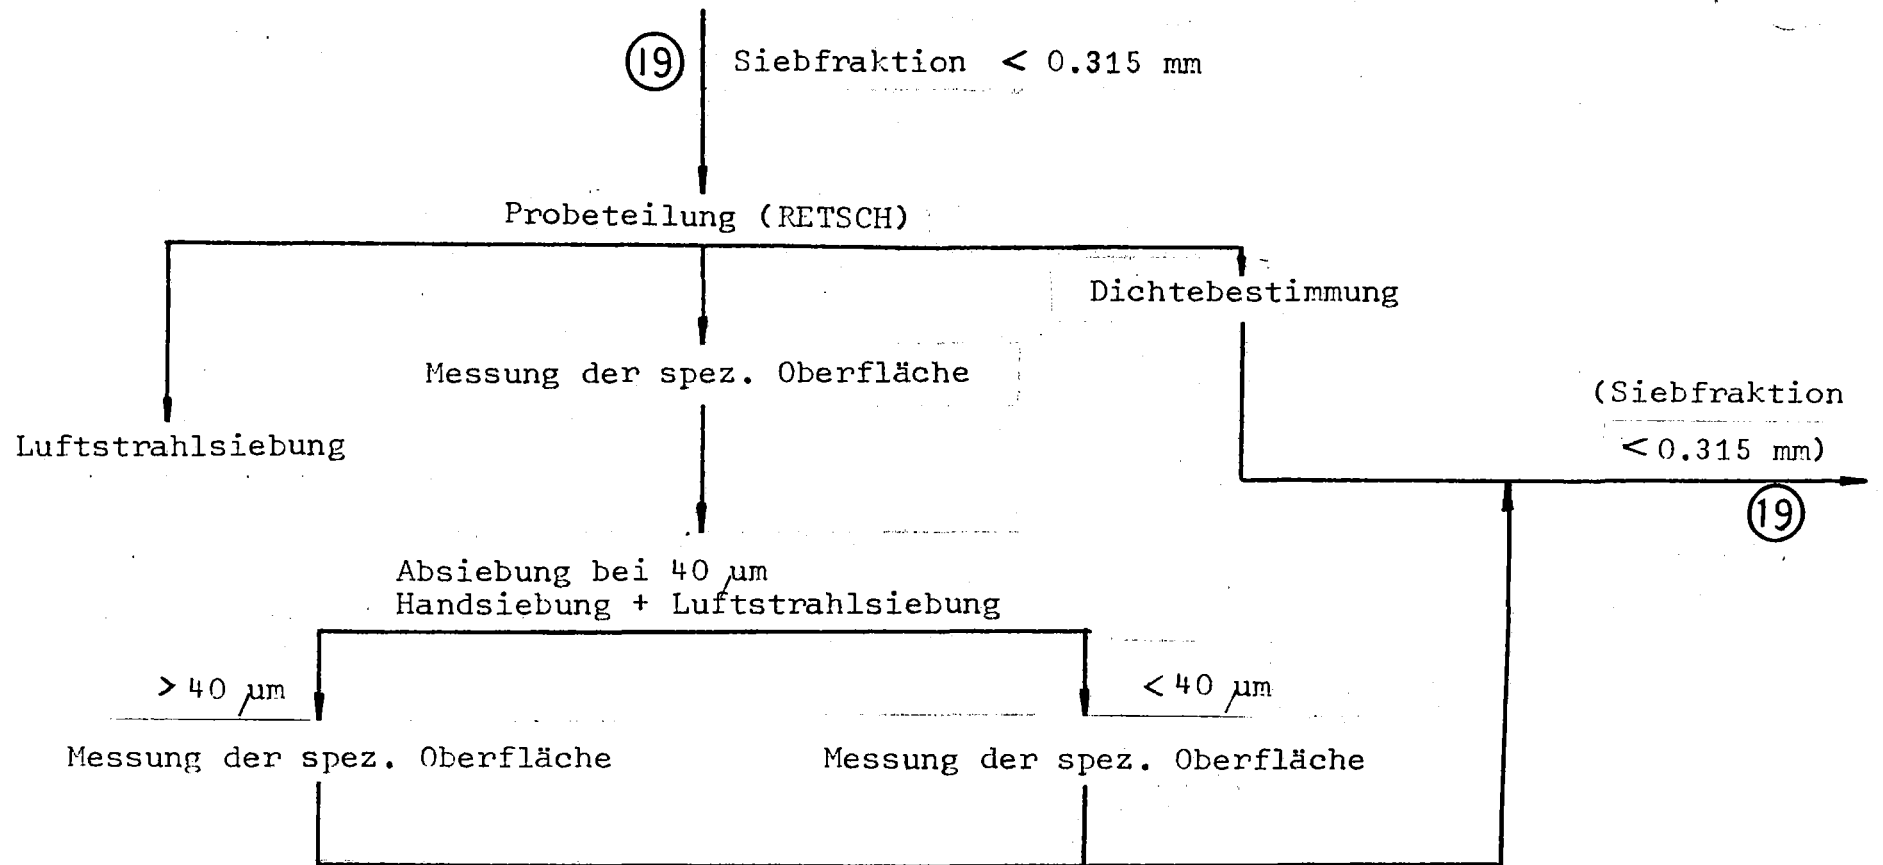 ⑲ Siebfraktion < 0.315 mm
Probeteilung (RETSCH)
Dichtebestimmung
Messung der spez. Oberfläche
(Siebfraktion
< 0.315 mm)
Luftstrahlsiebung
⑲
Absiebung bei 40 µm
Handsiebung + Luftstrahlsiebung
> 40 µm
< 40 µm
Messung der spez. Oberfläche
Messung der spez. Oberfläche